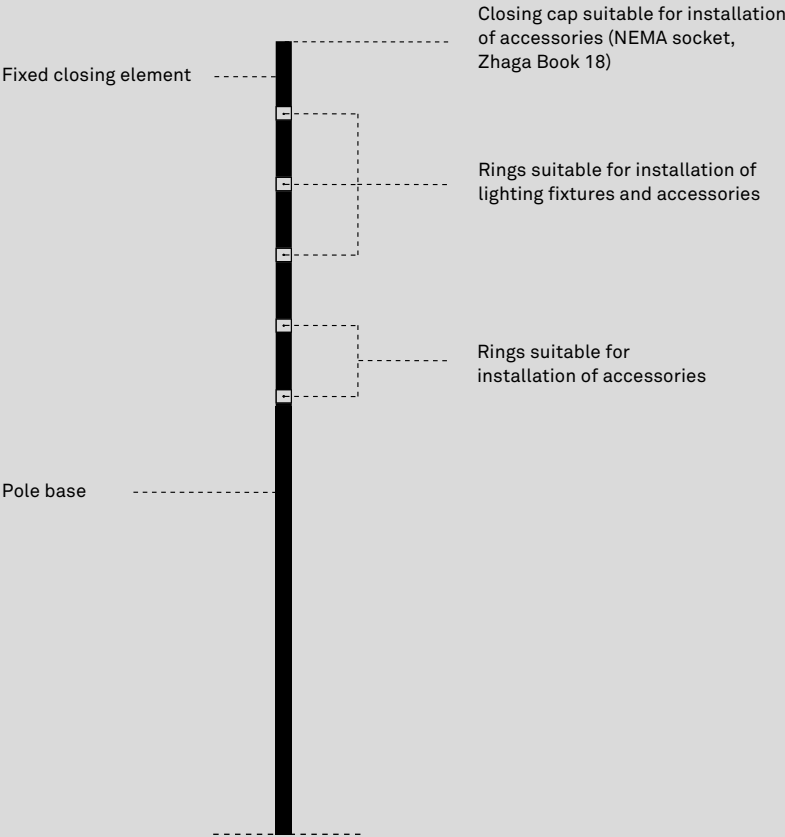 Closing cap suitable for installation
of accessories (NEMA socket,
Zhaga Book 18)
Fixed closing element
Rings suitable for installation of
lighting fixtures and accessories
Rings suitable for
installation of accessories
Pole base